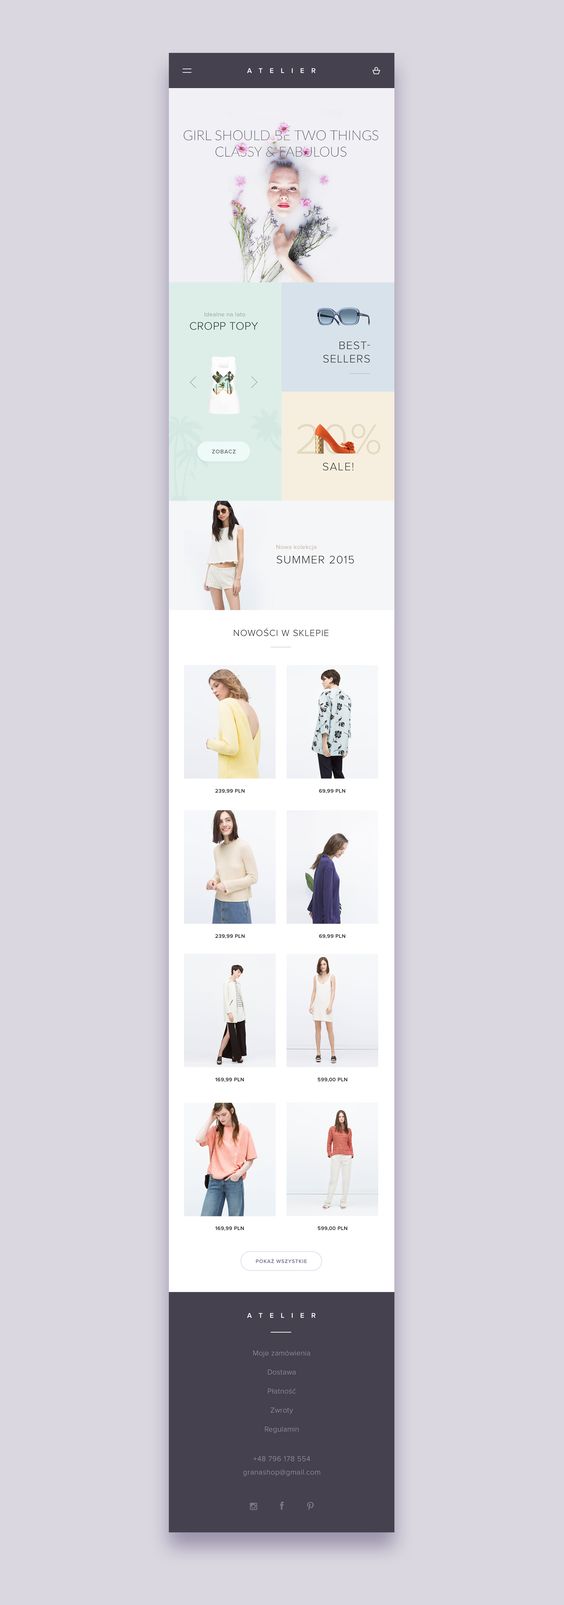 ATELIER
GIRL SHOULD BE TWO THINGS
CLASSY & FABULOUS
Idealne na lato
CROPP TOPY
ZOBACZ
BEST-
SELLERS
20%
SALE!
Nowa kolekcja
SUMMER 2015
NOWOŚCI W SKLEPIE
239,99 PLN
69,99 PLN
239,99 PLN
69,99 PLN
169,99 PLN
599,00 PLN
169,99 PLN
599,00 PLN
POKAŻ WSZYSTKIE
ATELIER
Moje zamówienia
Dostawa
Płatność
Zwroty
Regulamin
+48 796 178 554
granashop@gmail.com